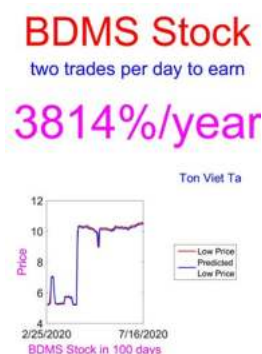 BDMS Stock
two trades per day to earn
3814%/year
Ton Viet Ta
12
10
8
6
4
Price
2/25/2020 7/16/2020
BDMS Stock in 100 days
Low Price
Predicted
Low Price